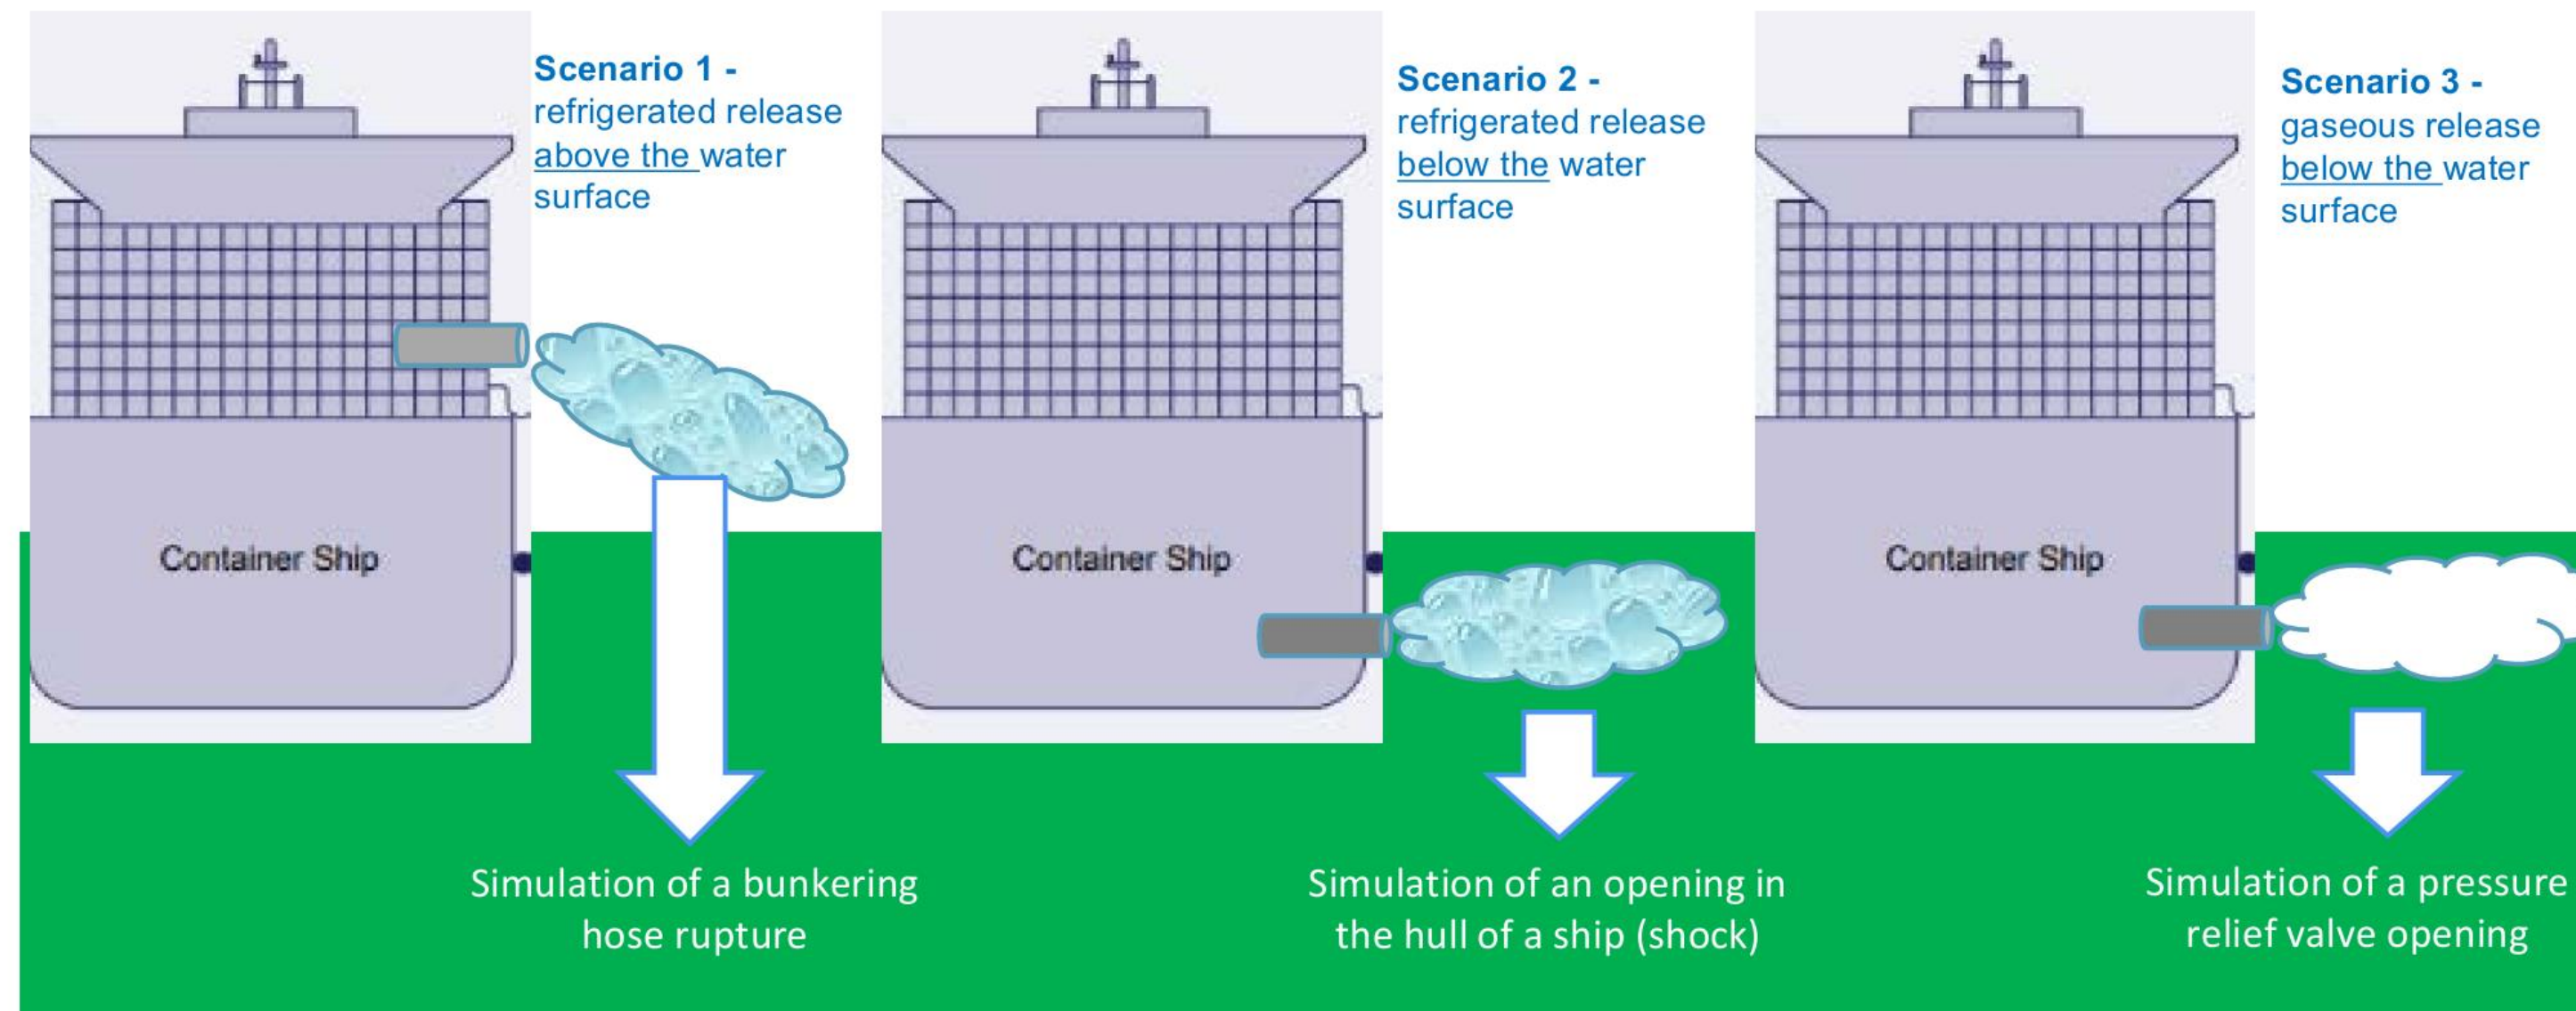 Scenario 1 -
refrigerated release
above the water
surface
Scenario 2 -
refrigerated release
below the water
surface
Scenario 3 -
gaseous release
below the water
surface
Container Ship
Container Ship
Container Ship
Simulation of a bunkering
hose rupture
Simulation of an opening in
the hull of a ship (shock)
Simulation of a pressure
relief valve opening